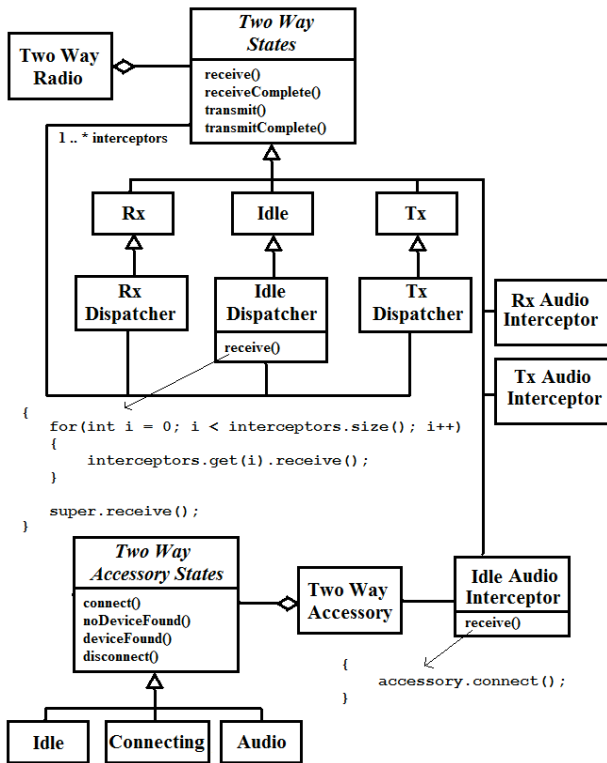 Two Way
Radio
Two Way
States
receive()
receiveComplete()
transmit()
transmitComplete()
1 .. * interceptors
Rx
Idle
Tx
Rx
Dispatcher
Idle
Dispatcher
receive()
Tx
Dispatcher
Rx Audio
Interceptor
Tx Audio
Interceptor
{
for(int i = 0; i < interceptors.size(); i++)
{
interceptors.get(i).receive();
}
super.receive();
}
Two Way
Accessory States
connect()
noDeviceFound()
deviceFound()
disconnect()
Two Way
Accessory
Idle Audio
Interceptor
receive()
{
accessory.connect();
}
Idle
Connecting
Audio